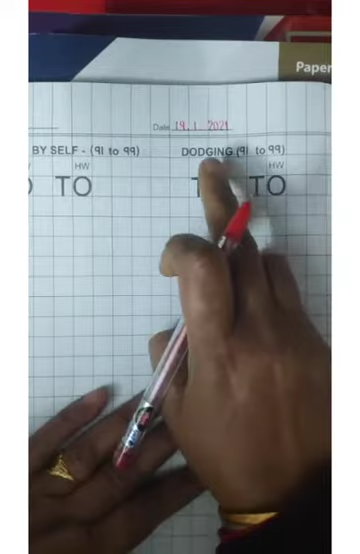 Paper
Date 19.1 2021
BY SELF - (91 to 99) DODGING (91 to 99)
HW HW
TO TO